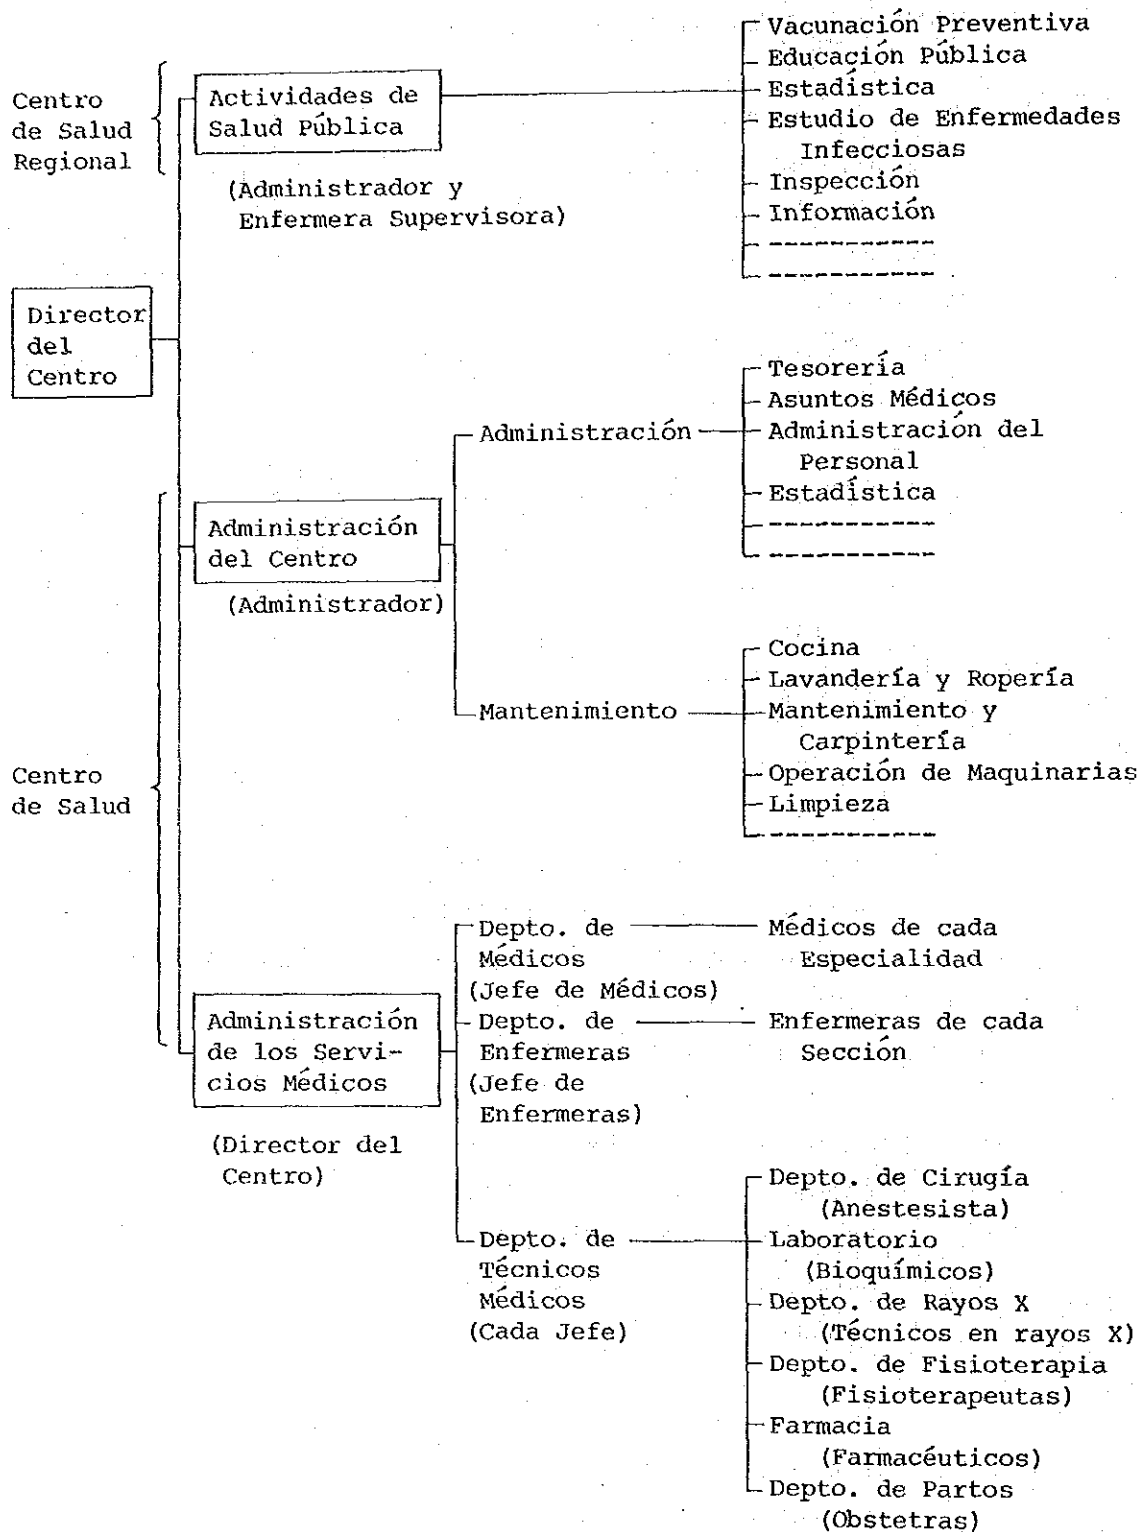 Centro
de Salud
Regional
Actividades de
Salud Pública
(Administrador y
Enfermera Supervisora)
Vacunación Preventiva
Educación Pública
Estadística
Estudio de Enfermedades
Infecciosas
Inspección
Información
Director
del
Centro
Centro
de Salud
Administración
del Centro
(Administrador)
Administración
Tesorería
Asuntos Médicos
Administración del
Personal
Estadística
Mantenimiento
Cocina
Lavandería y Ropería
Mantenimiento y
Carpintería
Operación de Maquinarias
Limpieza
Administración
de los Servi-
cios Médicos
(Director del
Centro)
Depto. de
Médicos
(Jefe de Médicos)
Médicos de cada
Especialidad
Depto. de
Enfermeras
(Jefe de
Enfermeras)
Enfermeras de cada
Sección
Depto. de
Técnicos
Médicos
(Cada Jefe)
Depto. de Cirugía
(Anestesista)
Laboratorio
(Bioquímicos)
Depto. de Rayos X
(Técnicos en rayos X)
Depto. de Fisioterapia
(Fisioterapeutas)
Farmacia
(Farmacéuticos)
Depto. de Partos
(Obstetras)